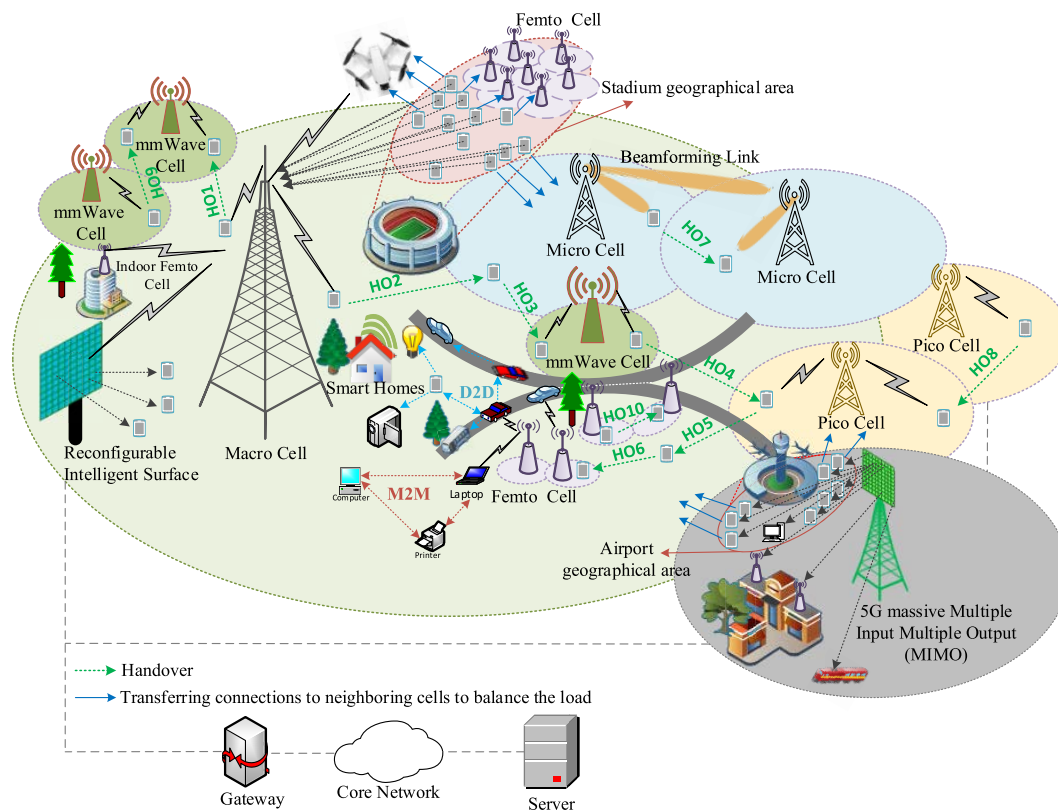 Femto Cell
Stadium geographical area
mmWave
Cell
HO9
HO1
mmWave
Cell
Beamforming Link
Micro Cell
HO7
Micro Cell
Indoor Femto
Cell
HO2
HO3
mmWave Cell
Pico Cell
HO8
HO4
Smart Homes
D2D
HO10
HO5
Pico Cell
Reconfigurable
Intelligent Surface
Macro Cell
HO6
Computer
M2M
Laptop
Femto Cell
Printer
Airport
geographical area
5G massive Multiple
Input Multiple Output
(MIMO)
Handover
Transferring connections to neighboring cells to balance the load
Gateway
Core Network
Server